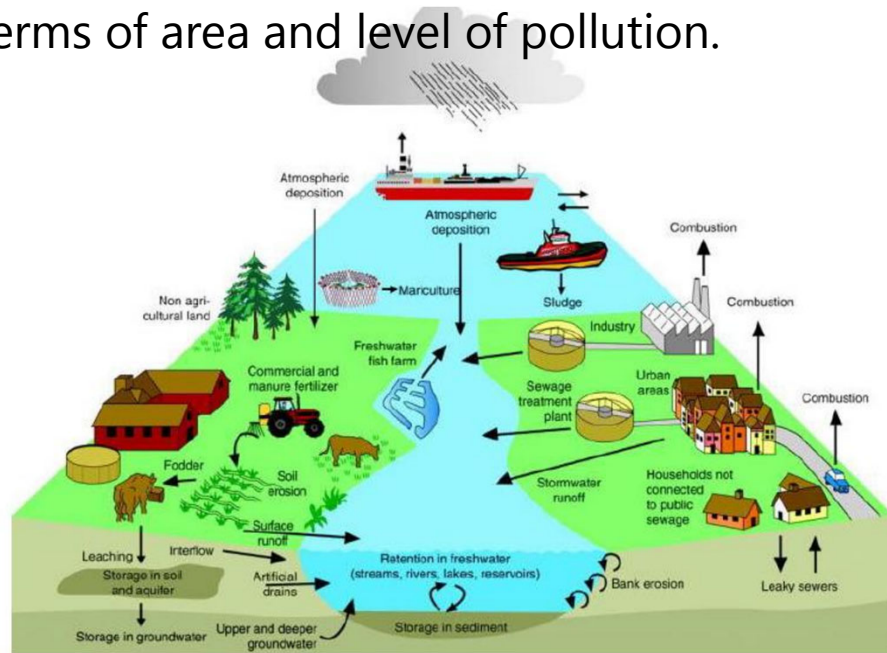 erms of area and level of pollution.
Atmospheric
deposition
Atmospheric
deposition
Combustion
Non agri-
cultural land
Mariculture
Sludge
Combustion
Industry
Freshwater
fish farm
Commercial and
manure fertilizer
Sewage
treatment
plant
Urban
areas
Combustion
Fodder
Soil
erosion
Stormwater
runoff
Households not
connected
to public
sewage
Surface
runoff
Leaching
Interflow
Storage in soil
and aquifer
Artificial
drains
Retention in freshwater
(streams, rivers, lakes, reservoirs)
Bank erosion
Leaky sewers
Storage in groundwater
Upper and deeper
groundwater
Storage in sediment